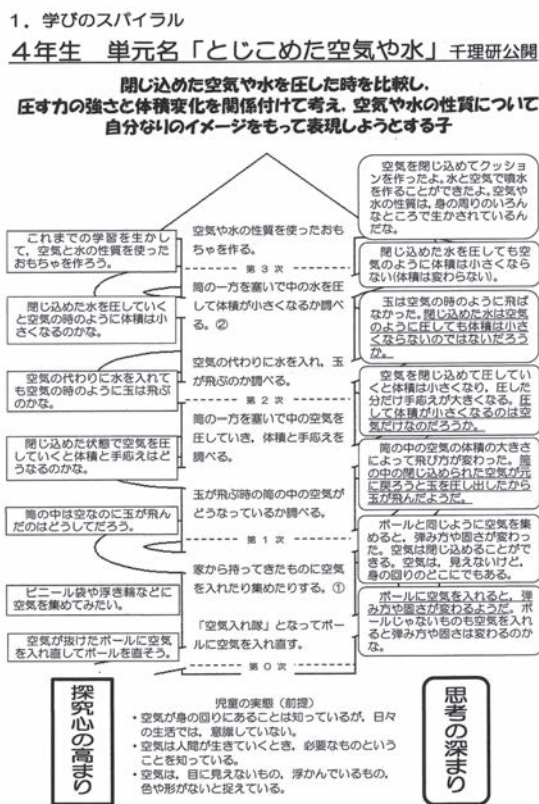 １．学びのスパイラル
４年生　単元名「とじこめた空気や水」千理研公開
閉じ込めた空気や水を圧した時を比較し，
圧す力の強さと体積変化を関係付けて考え，空気や水の性質について
自分なりのイメージをもって表現しようとする子
空気を閉じ込めてクッショ
ンを作ったよ。水と空気で噴水
を作ることができたよ。空気や
水の性質は，身の周りのいろん
なところで生かされているん
だな。
これまでの学習を生かし
て，空気と水の性質を使った
おもちゃを作ろう。
空気や水の性質を使ったおも
ちゃを作る。
第３次
閉じ込めた水を圧しても空
気のように体積は小さくなら
ない(体積は変わらない)。
閉じ込めた水を圧していく
と空気の時のように体積は小
さくなるのかな。
筒の一方を塞いで中の水を圧
して体積が小さくなるか調べ
る。②
玉は空気の時のように飛ば
なかった。閉じ込めた水は空気
のように圧しても体積は小さ
くならないのではないだろう
か。
空気の代わりに水を入れて
も空気の時のように玉は飛ぶ
のかな。
空気の代わりに水を入れ，玉
が飛ぶのか調べる。
空気を閉じ込めて圧してい
くと体積は小さくなり，圧した
分だけ手応えが大きくなる。圧
して体積が小さくなるのは空
気だけなのだろうか。
閉じ込めた状態で空気を圧
していくと体積と手応えはど
うなるのかな。
筒の一方を塞いで中の空気を
圧していき，体積と手応えを
調べる。
筒の中の空気の体積の大き
さによって飛び方が変わった。筒
の中の閉じ込められた空気が元
に戻ろうと玉を圧し出したから
玉が飛んだようだ。
筒の中は空なのに玉が飛ん
だのはどうしてだろう。
玉が飛ぶ時の筒の中の空気が
どうなっているか調べる。
第１次
ボールと同じように空気を集
めると，弾み方や固さが変わっ
た。空気は閉じ込めることがで
きる。空気は，見えないけど，
身の回りのどこにでもある。
ビニール袋や浮き輪などに
空気を集めてみたい。
家から持ってきたものに空気
を入れたり集めたりする。①
ボールに空気を入れると，弾
み方や固さが変わるようだ。ボ
ールじゃないものも空気を入れ
ると弾み方や固さは変わるのか
な。
空気が抜けたボールに空気
を入れ直してボールを直そう。
「空気入れ隊」となってボー
ルに空気を入れ直す。
第０次
探究心の高まり
児童の実態（前提）
・空気が身の回りにあることは知っているが，日々
の生活では，意識していない。
・空気は人間が生きていくとき，必要なものという
ことを知っている。
・空気は，目に見えないもの，浮かんでいるもの，
色や形がないと捉えている。
思考の深まり